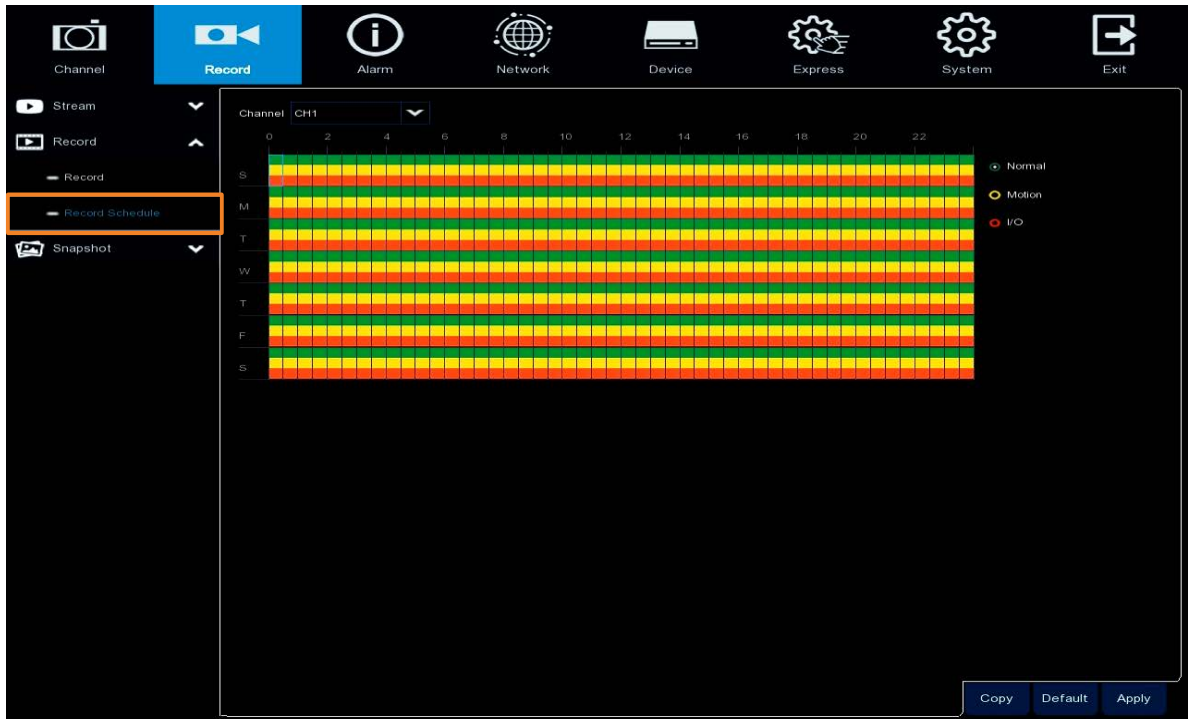 Channel Record Alarm Network Device Express System Exit
Stream
Record
Record
Record Schedule
Snapshot
Channel CH1
0 2 4 6 8 10 12 14 16 18 20 22
S
M
T
W
T
F
S
Normal
Motion
I/O
Copy Default Apply